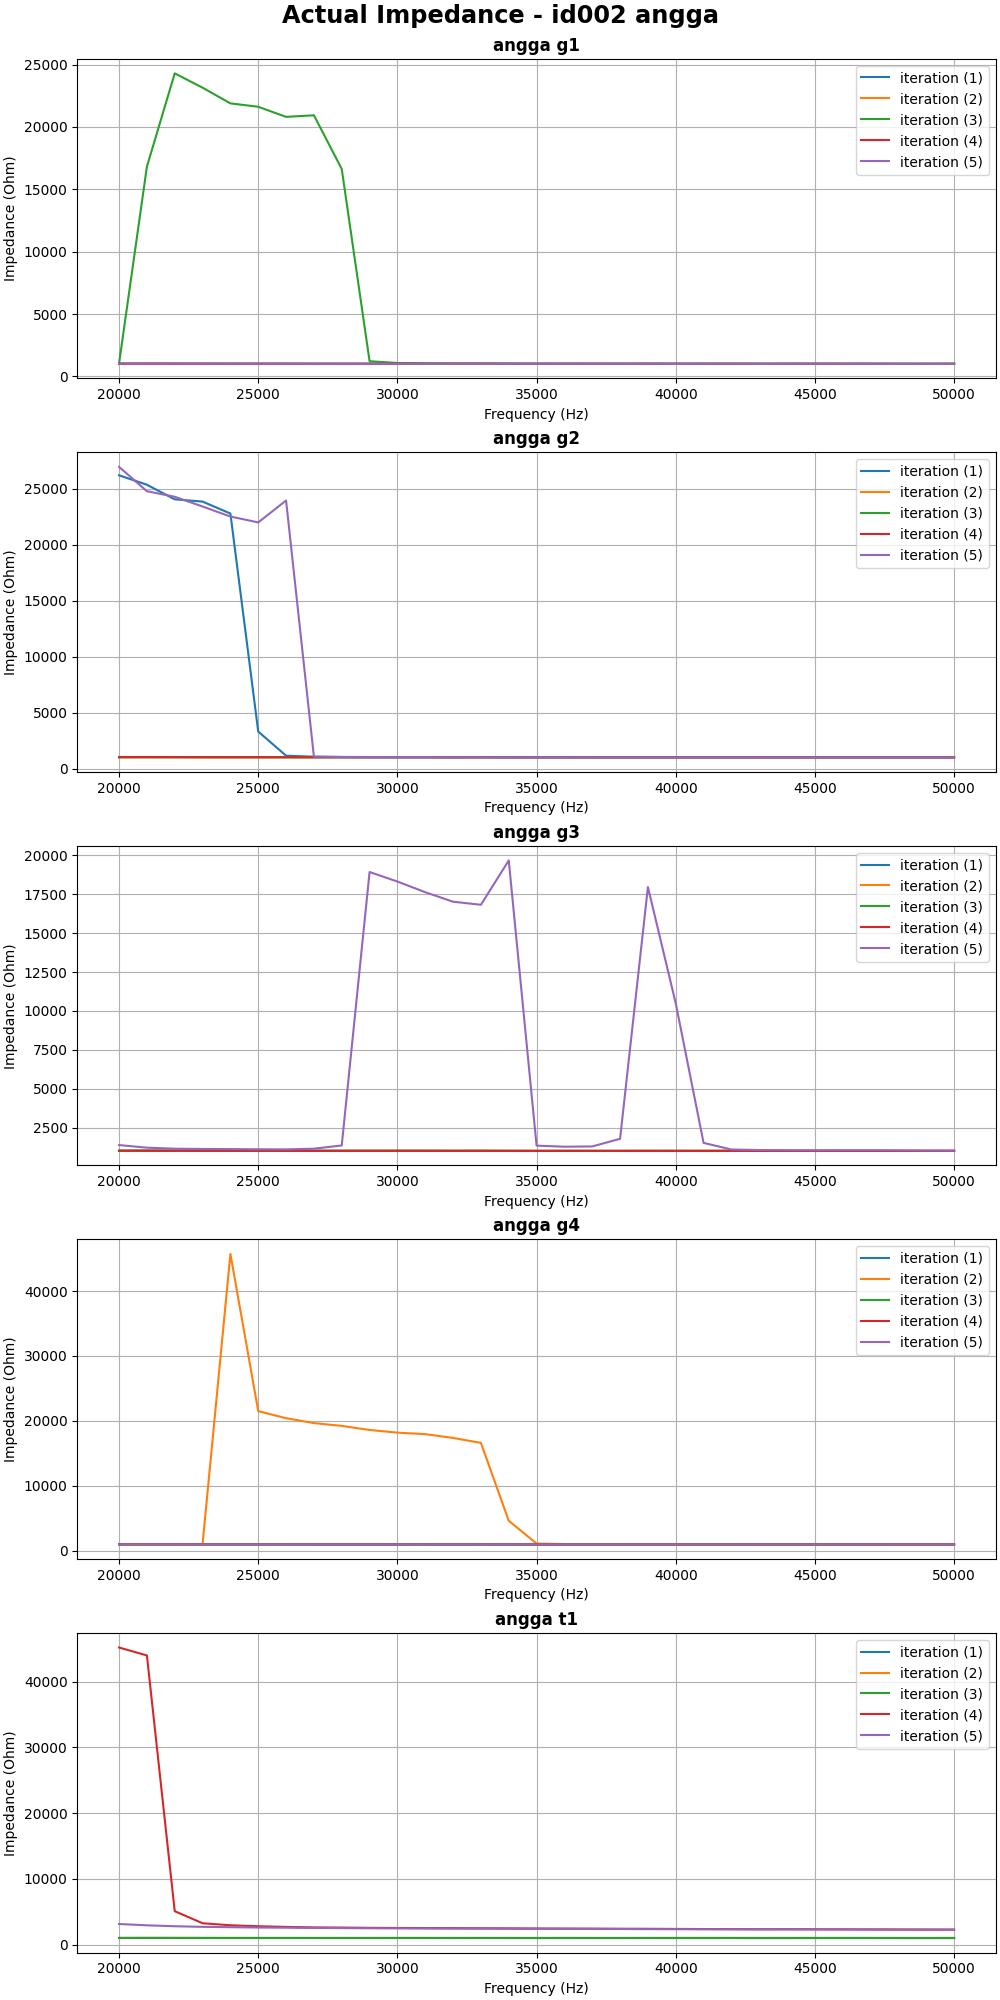 Actual Impedance - id002 angga
angga g1
25000
20000
15000
10000
5000
0
Impedance (Ohm)
iteration (1)
iteration (2)
iteration (3)
iteration (4)
iteration (5)
20000 25000 30000 35000 40000 45000 50000
Frequency (Hz)
angga g2
25000
20000
15000
10000
5000
0
Impedance (Ohm)
iteration (1)
iteration (2)
iteration (3)
iteration (4)
iteration (5)
20000 25000 30000 35000 40000 45000 50000
Frequency (Hz)
angga g3
20000
17500
15000
12500
10000
7500
5000
2500
Impedance (Ohm)
iteration (1)
iteration (2)
iteration (3)
iteration (4)
iteration (5)
20000 25000 30000 35000 40000 45000 50000
Frequency (Hz)
angga g4
40000
30000
20000
10000
0
Impedance (Ohm)
iteration (1)
iteration (2)
iteration (3)
iteration (4)
iteration (5)
20000 25000 30000 35000 40000 45000 50000
Frequency (Hz)
angga t1
40000
30000
20000
10000
0
Impedance (Ohm)
iteration (1)
iteration (2)
iteration (3)
iteration (4)
iteration (5)
20000 25000 30000 35000 40000 45000 50000
Frequency (Hz)